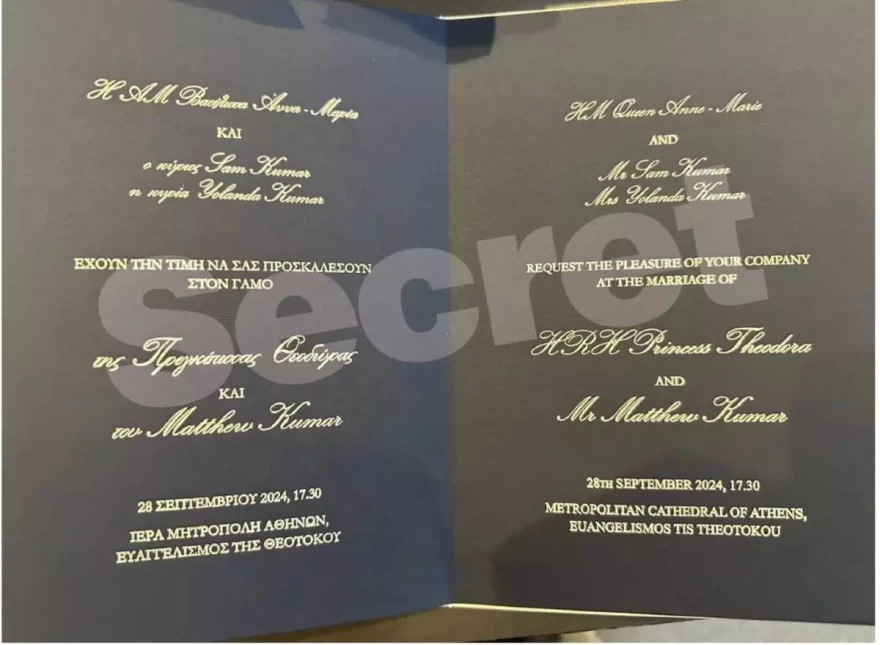 Η ΑΜ Βασίλισσα Άννα - Μαρία
ΚΑΙ
ο κύριος Sam Kumar
η κυρία Yolanda Kumar
ΕΧΟΥΝ ΤΗΝ ΤΙΜΗ ΝΑ ΣΑΣ ΠΡΟΣΚΑΛΕΣΟΥΝ
ΣΤΟΝ ΓΑΜΟ
της Πριγκίπισσας Θεοδώρας
ΚΑΙ
του Matthew Kumar
28 ΣΕΠΤΕΜΒΡΙΟΥ 2024, 17.30
ΙΕΡΑ ΜΗΤΡΟΠΟΛΗ ΑΘΗΝΩΝ,
ΕΥΑΓΓΕΛΙΣΜΟΣ ΤΗΣ ΘΕΟΤΟΚΟΥ
HM Queen Anne - Marie
AND
Mr Sam Kumar
Mrs Yolanda Kumar
REQUEST THE PLEASURE OF YOUR COMPANY
AT THE MARRIAGE OF
HRH Princess Theodora
AND
Mr Matthew Kumar
28TH SEPTEMBER 2024, 17.30
METROPOLITAN CATHEDRAL OF ATHENS,
EUANGELISMOS TIS THEOTOKOU
secret